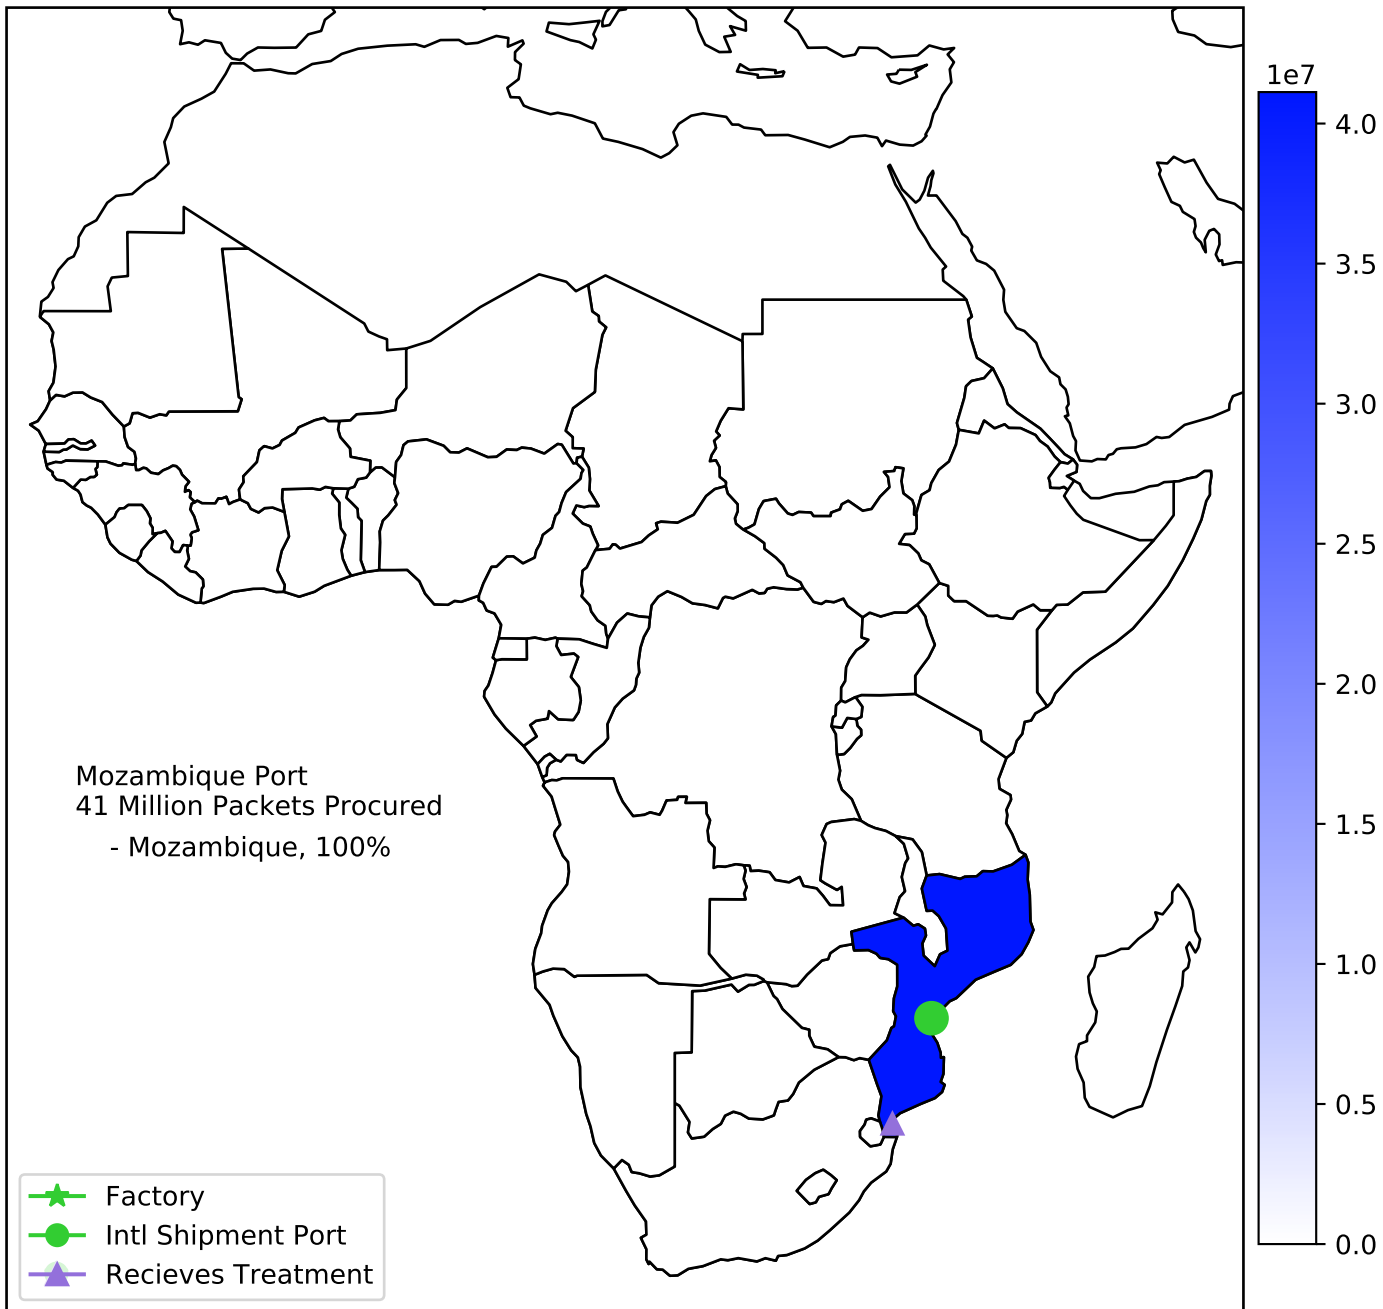 1e7
4.0
3.5
3.0
2.5
2.0
1.5
1.0
0.5
0.0
Mozambique Port
41 Million Packets Procured
- Mozambique, 100%
Factory
Intl Shipment Port
Recieves Treatment